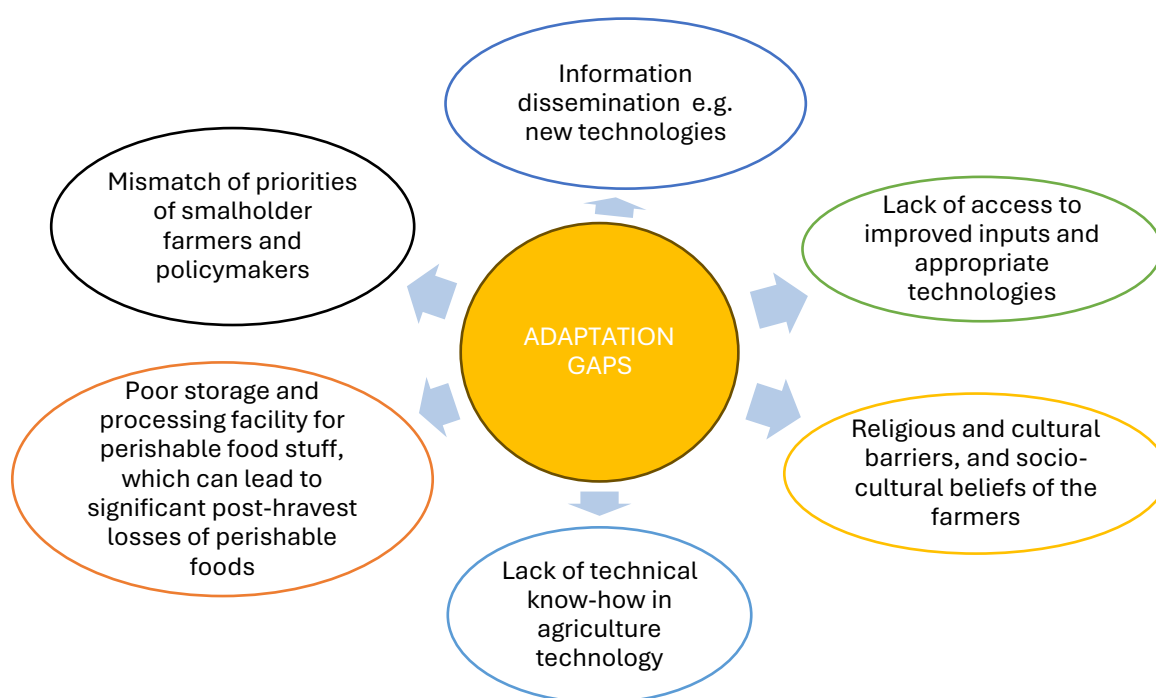 Information
dissemination e.g.
new technologies
Mismatch of priorities
of smalholder
farmers and
policymakers
Lack of access to
improved inputs and
appropriate
technologies
ADAPTATION
GAPS
Poor storage and
processing facility for
perishable food stuff,
which can lead to
significant post-hravest
losses of perishable
foods
Religious and cultural
barriers, and socio-
cultural beliefs of the
farmers
Lack of technical
know-how in
agriculture
technology